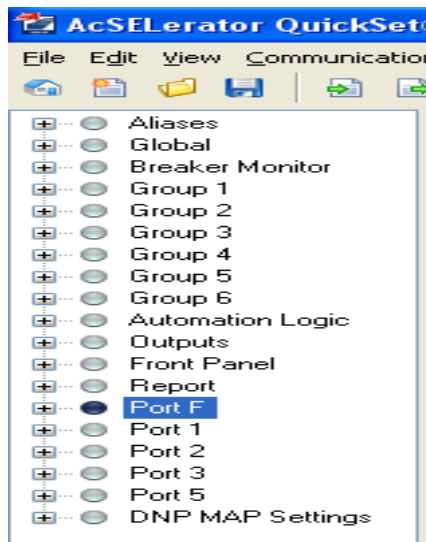 AcSELerator QuickSet®
File Edit View Communication
Aliases
Global
Breaker Monitor
Group 1
Group 2
Group 3
Group 4
Group 5
Group 6
Automation Logic
Outputs
Front Panel
Report
Port F
Port 1
Port 2
Port 3
Port 5
DNP MAP Settings